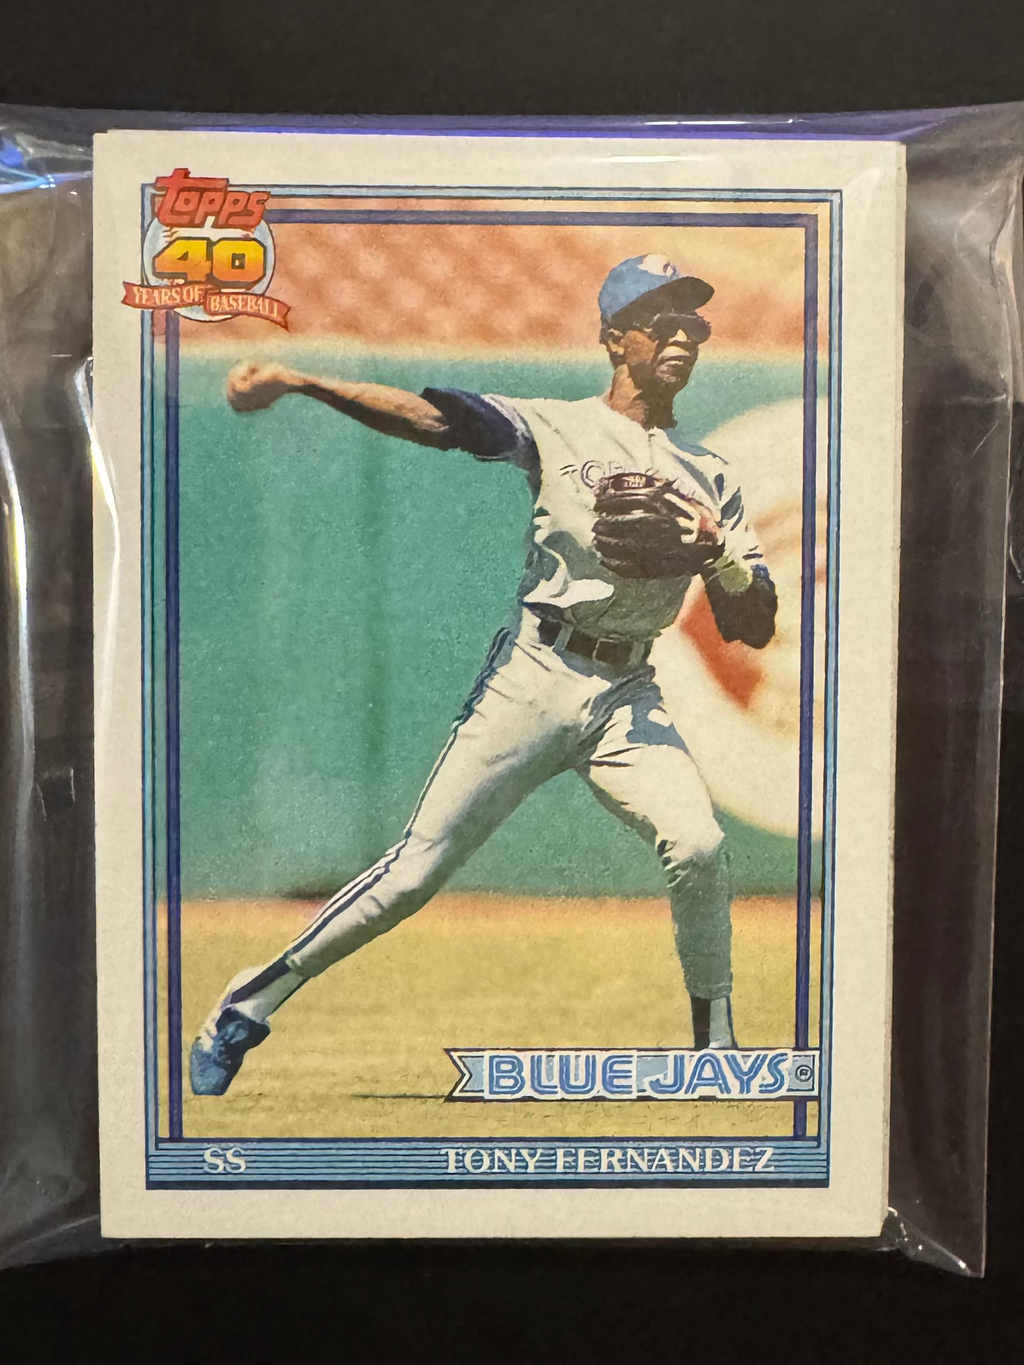 topps
40
YEARS OF BASEBALL
BLUE JAYS ®
SS TONY FERNANDEZ